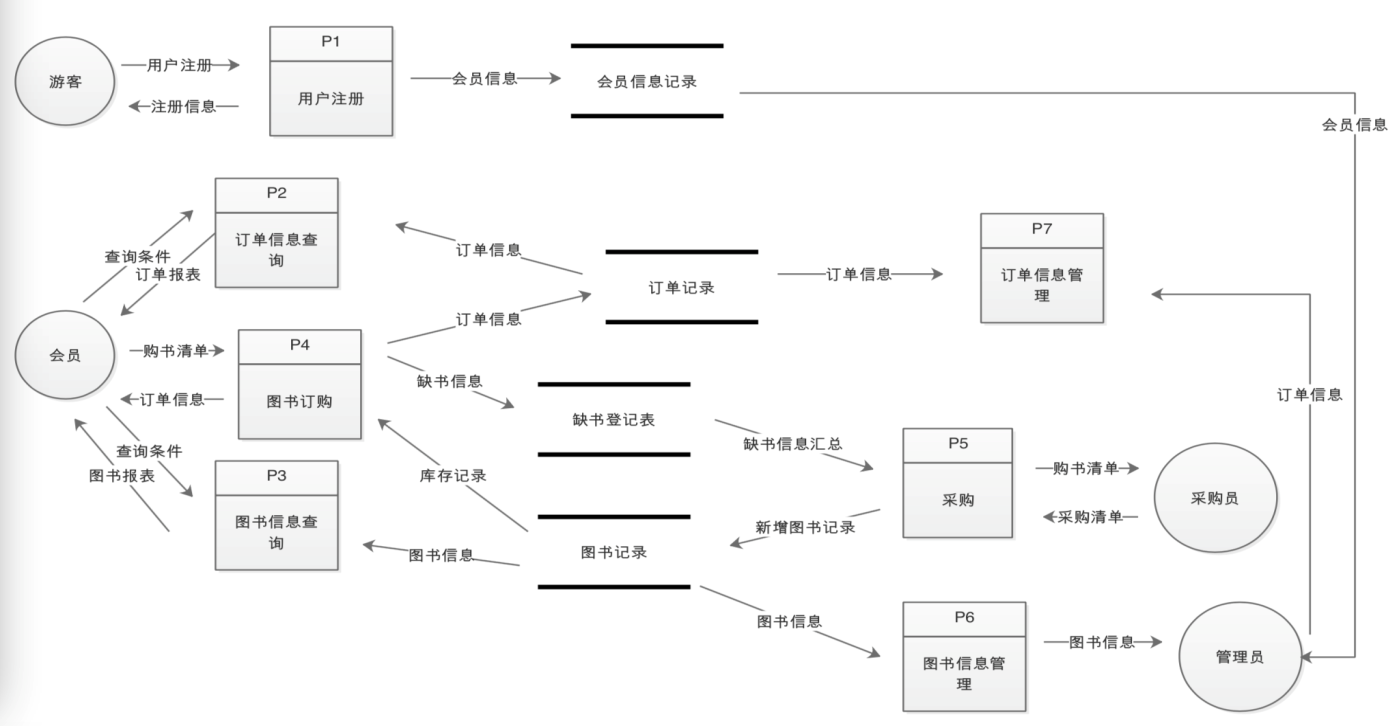 P1
游客
用户注册
注册信息
用户注册
会员信息
会员信息记录
会员信息
P2
订单信息查
询
查询条件
订单报表
订单信息
订单记录
订单信息
P7
订单信息管
理
订单信息
会员
购书清单
订单信息
P4
图书订购
缺书信息
缺书登记表
缺书信息汇总
订单信息
查询条件
图书报表
P3
图书信息查
询
库存记录
图书信息
图书记录
新增图书记录
P5
采购
购书清单
采购清单
采购员
图书信息
P6
图书信息管
理
图书信息
管理员